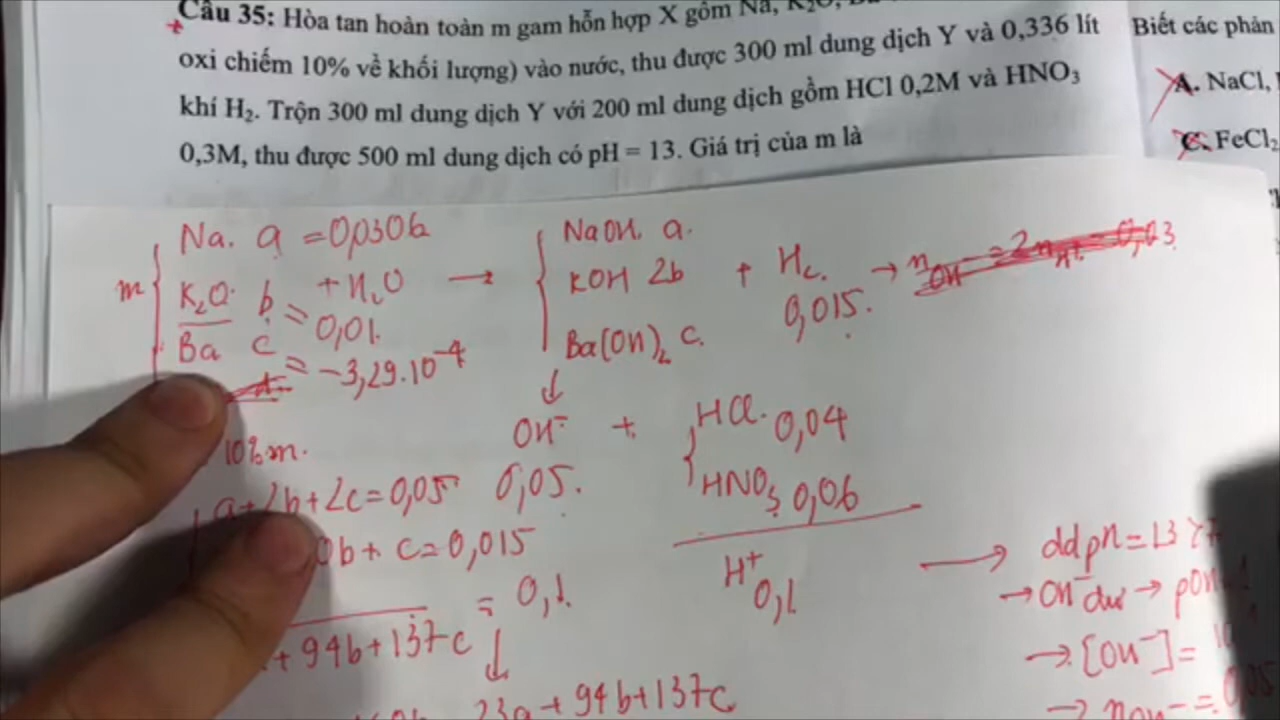 Câu 35: Hòa tan hoàn toàn m gam hỗn hợp X gồm Na, K₂O,
oxi chiếm 10% về khối lượng) vào nước, thu được 300 ml dung dịch Y và 0,336 lít
khí H₂. Trộn 300 ml dung dịch Y với 200 ml dung dịch gồm HCl 0,2M và HNO₃
0,3M, thu được 500 ml dung dịch có pH = 13. Giá trị của m là
Biết các phản
A. NaCl,
C. FeCl₂
m
Na. a = 0,0306
K₂O. b = 0,01.
Ba c = -3,29.10⁻⁴
+ H₂O →
NaOH. a.
KOH 2b
Ba(OH)₂ c.
+ H₂.
0,015.
→
↓
OH⁻ +
0,05.
HCl. 0,04
HNO₃ 0,06
H⁺
0,1
10%m.
a+2b+2c=0,05
0b + c=0,015
+ 94b+137c
= 0,1
↓
23a + 94b+137c
→ dd pH = 13 > 7
→ OH⁻ dư → pOH
→ [OH⁻] =
→ nOH⁻ =